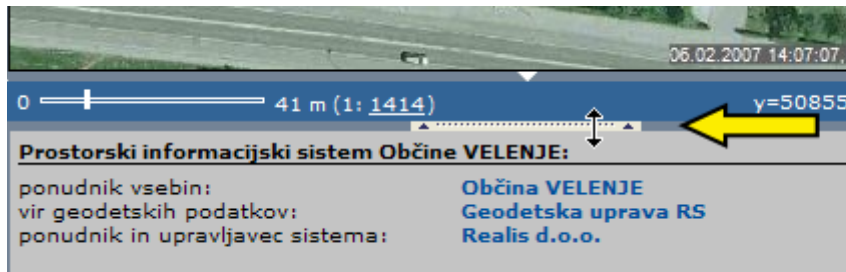 06.02.2007 14:07:07,
0 41 m (1: 1414) y=50855
Prostorski informacijski sistem Občine VELENJE:
ponudnik vsebin: Občina VELENJE
vir geodetskih podatkov: Geodetska uprava RS
ponudnik in upravljavec sistema: Realis d.o.o.